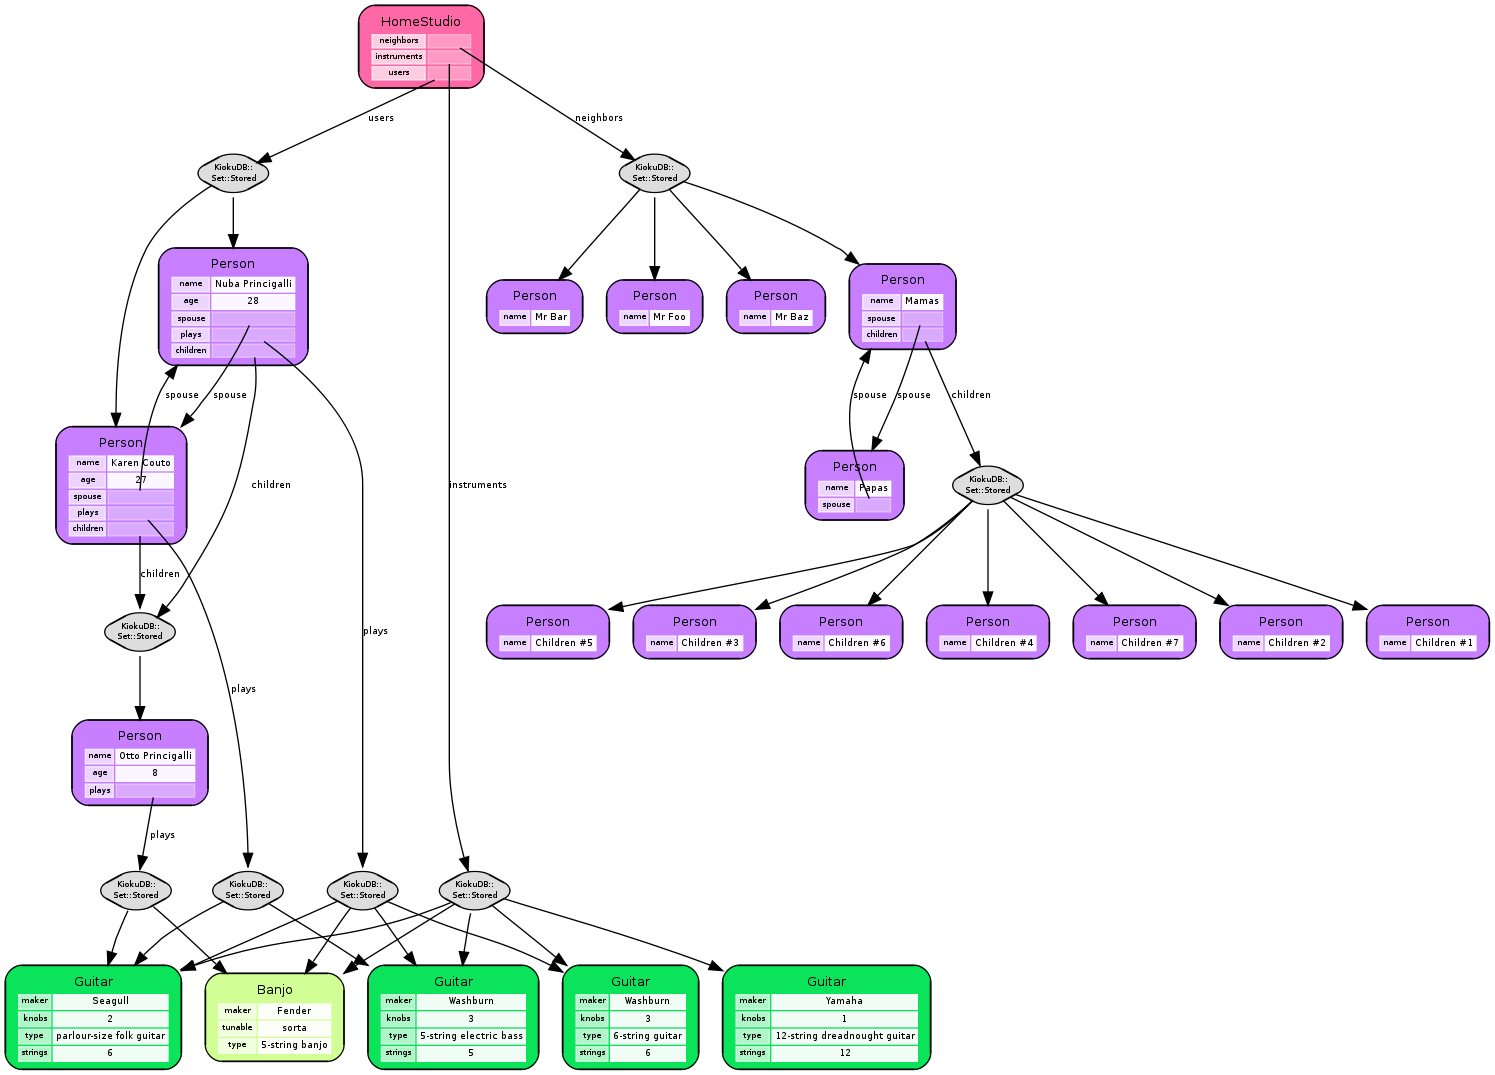 HomeStudio
neighbors
instruments
users
users
neighbors
KiokuDB::
Set::Stored
KiokuDB::
Set::Stored
Person
name Nuba Princigalli
age 28
spouse
plays
children
Person
name Mr Bar
Person
name Mr Foo
Person
name Mr Baz
Person
name Mamas
spouse
children
spouse
spouse
spouse
spouse
children
Person
name Karen Couto
age 27
spouse
plays
children
children
instruments
Person
name Papas
spouse
KiokuDB::
Set::Stored
children
KiokuDB::
Set::Stored
plays
Person
name Children #5
Person
name Children #3
Person
name Children #6
Person
name Children #4
Person
name Children #7
Person
name Children #2
Person
name Children #1
plays
Person
name Otto Princigalli
age 8
plays
plays
KiokuDB::
Set::Stored
KiokuDB::
Set::Stored
KiokuDB::
Set::Stored
KiokuDB::
Set::Stored
Guitar
maker Seagull
knobs 2
type parlour-size folk guitar
strings 6
Banjo
maker Fender
tunable sorta
type 5-string banjo
Guitar
maker Washburn
knobs 3
type 5-string electric bass
strings 5
Guitar
maker Washburn
knobs 3
type 6-string guitar
strings 6
Guitar
maker Yamaha
knobs 1
type 12-string dreadnought guitar
strings 12